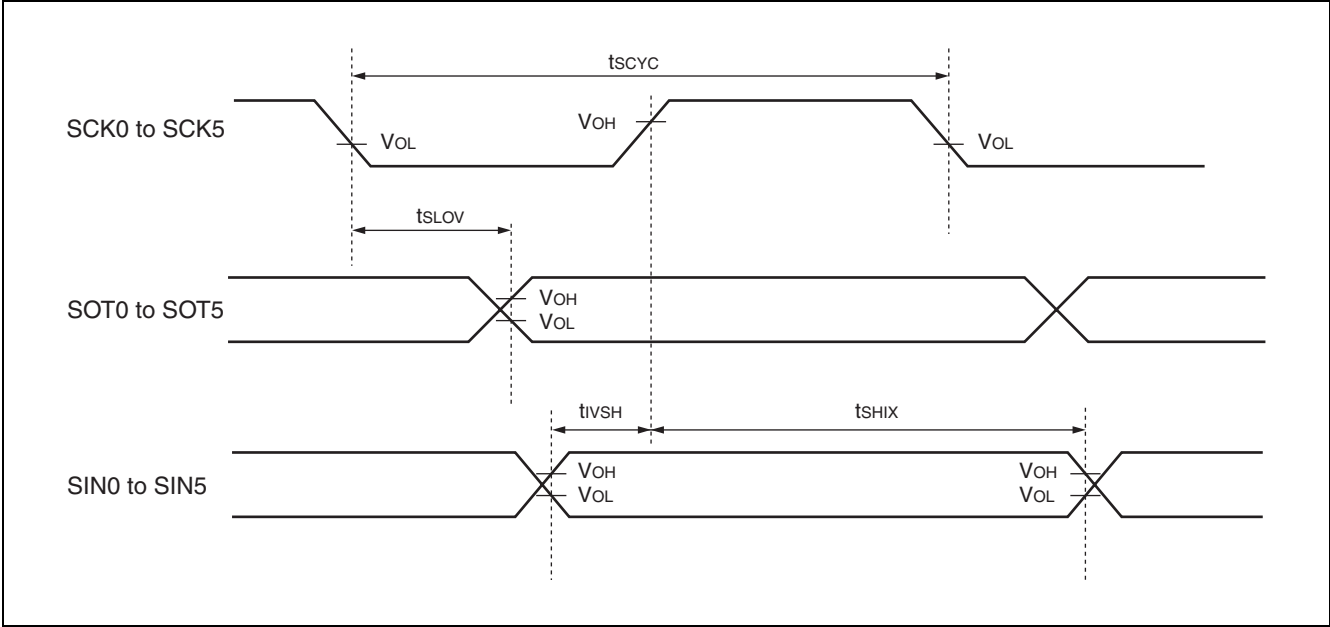 tSCYC
SCK0 to SCK5
VOH
VOL
VOL
tSLOV
SOT0 to SOT5
VOH
VOL
tIVSH
tSHIX
SIN0 to SIN5
VOH
VOL
VOH
VOL